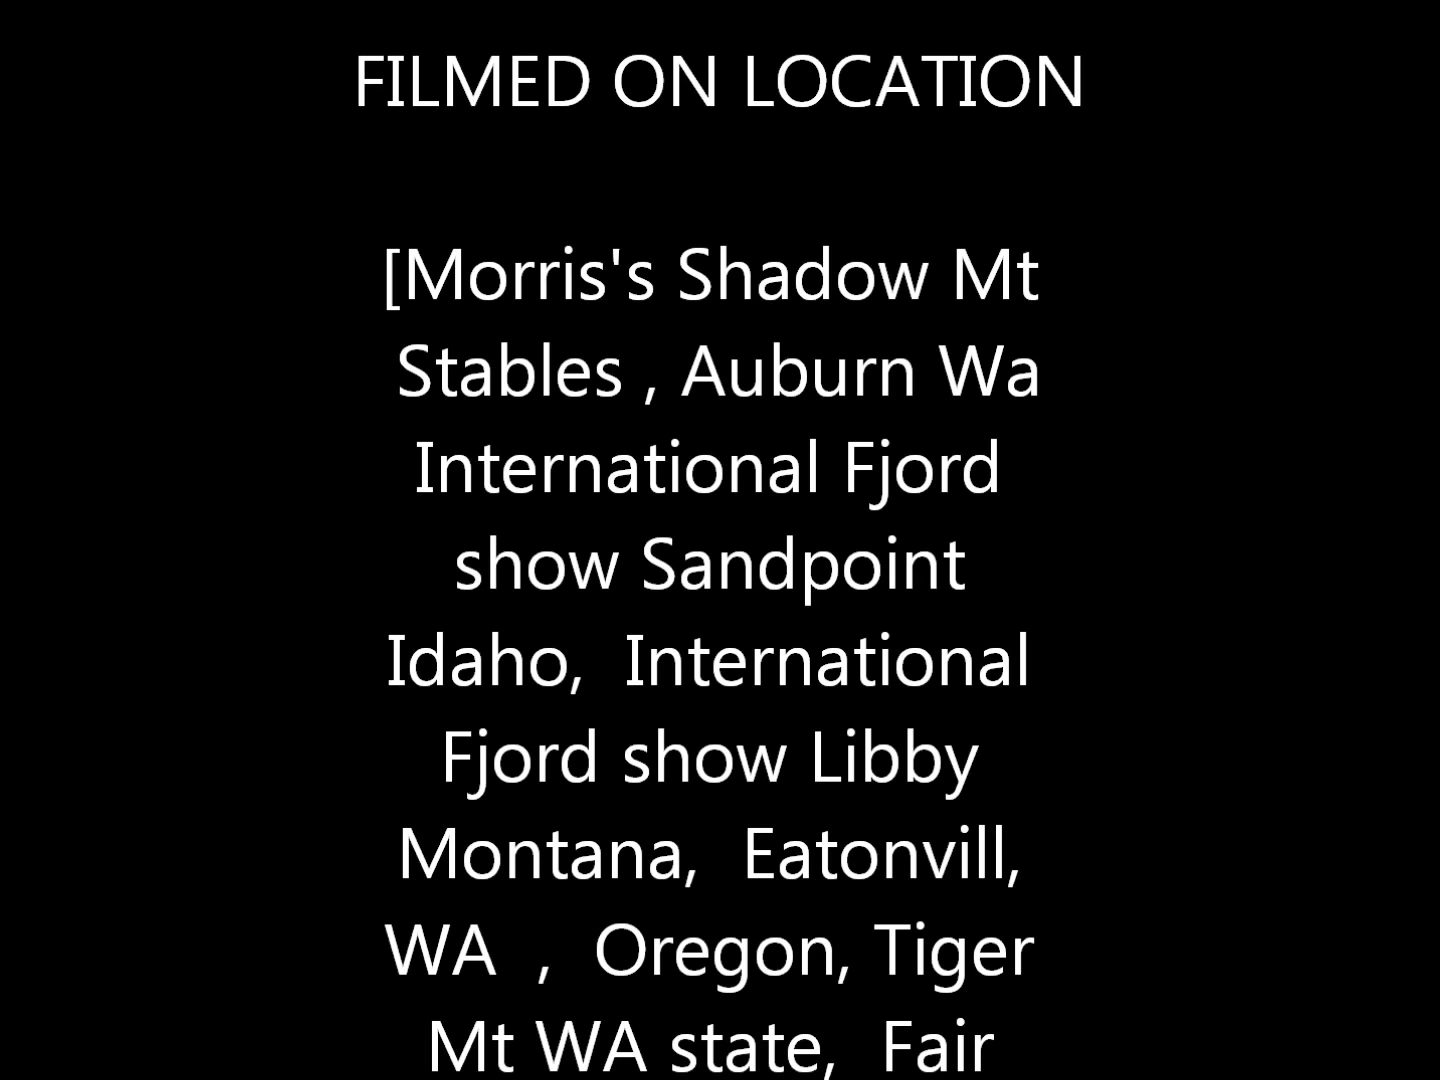 FILMED ON LOCATION
[Morris's Shadow Mt
Stables , Auburn Wa
International Fjord
show Sandpoint
Idaho,  International
Fjord show Libby
Montana,  Eatonvill,
WA  ,  Oregon, Tiger
Mt WA state,  Fair